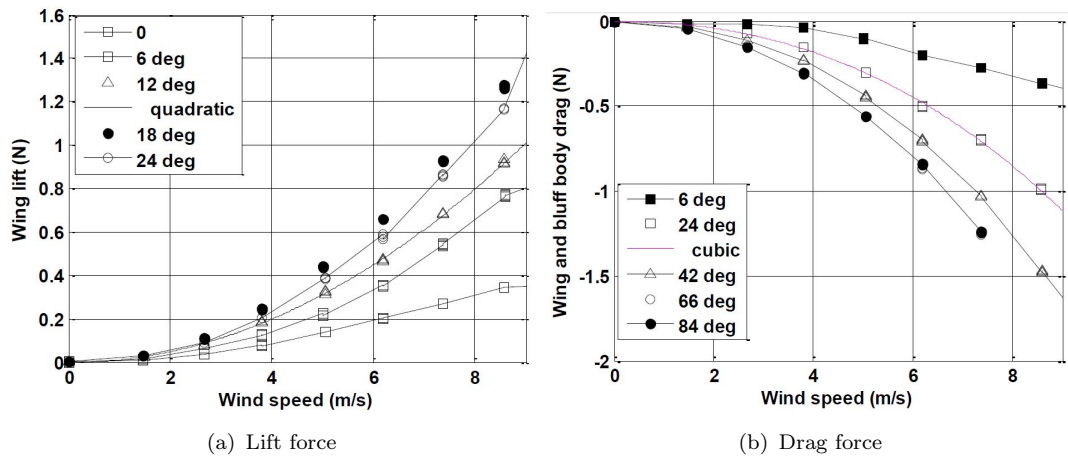 1.6
1.4
1.2
1
0.8
0.6
0.4
0.2
0
Wing lift (N)
0
6 deg
12 deg
quadratic
18 deg
24 deg
0 2 4 6 8
Wind speed (m/s)
(a) Lift force
0
-0.5
-1
-1.5
-2
Wing and bluff body drag (N)
6 deg
24 deg
cubic
42 deg
66 deg
84 deg
0 2 4 6 8
Wind speed (m/s)
(b) Drag force